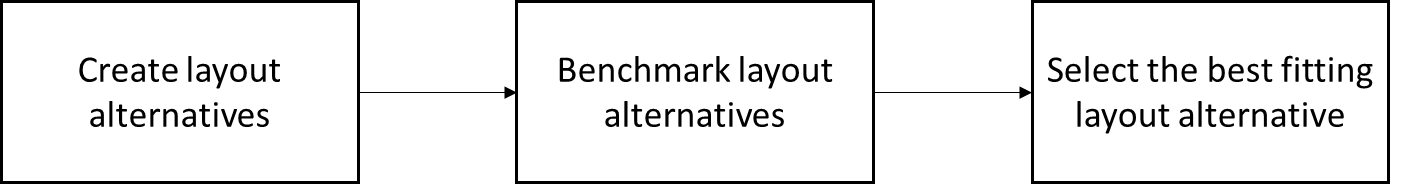 Create layout
alternatives
Benchmark layout
alternatives
Select the best fitting
layout alternative